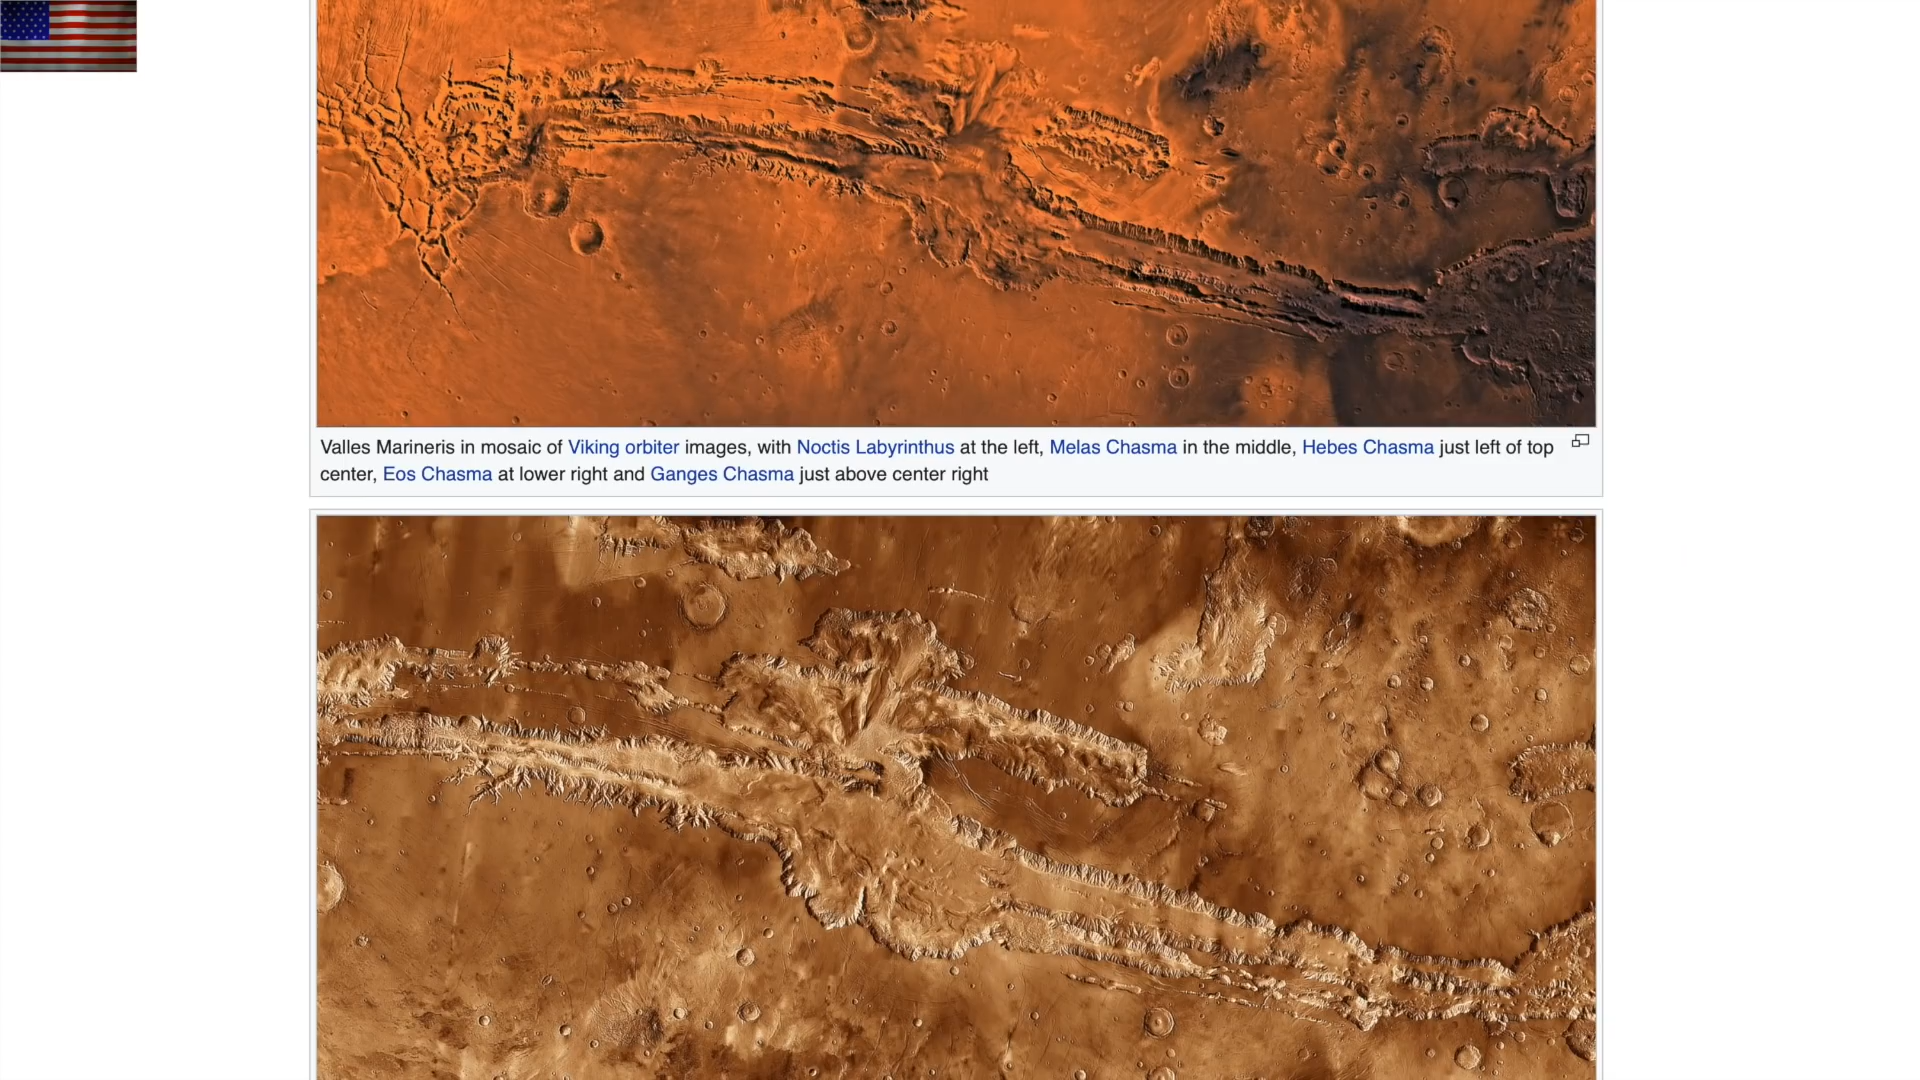 Valles Marineris in mosaic of Viking orbiter images, with Noctis Labyrinthus at the left, Melas Chasma in the middle, Hebes Chasma just left of top
center, Eos Chasma at lower right and Ganges Chasma just above center right